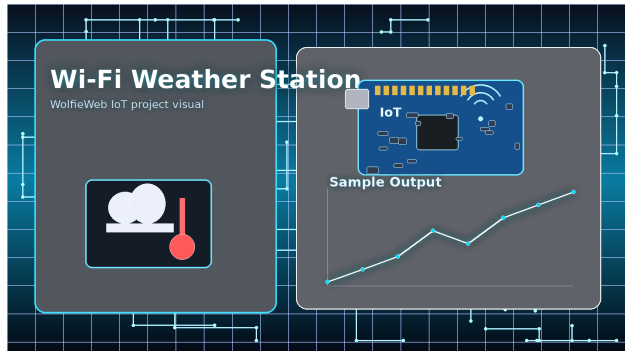 Wi-Fi Weather Station
WolfieWeb IoT project visual
IoT
Sample Output